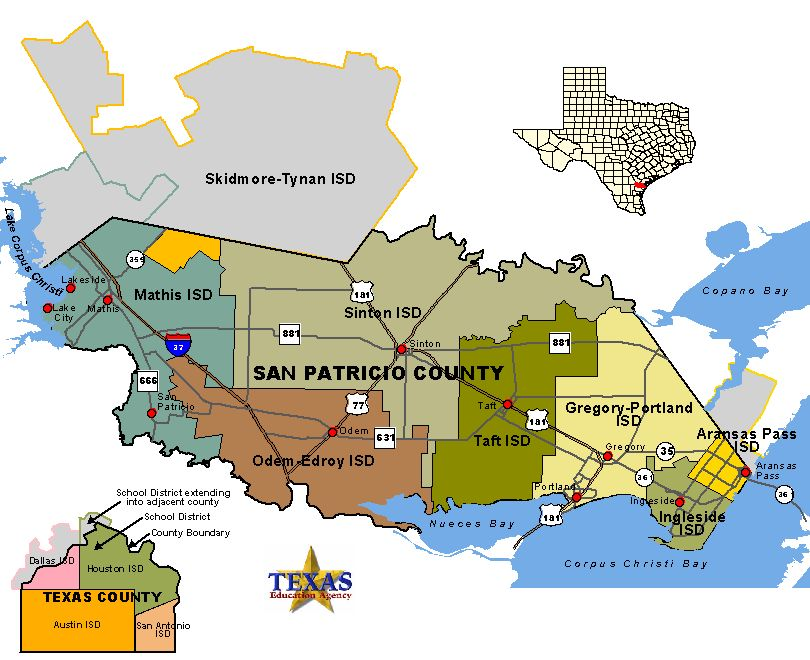 Skidmore-Tynan ISD
Lake Corpus Christi
359
Lakeside
Lake
City
Mathis
Mathis ISD
37
181
Sinton ISD
Copano Bay
881
Sinton
881
SAN PATRICIO COUNTY
666
San
Patricio
77
Taft
181
Gregory-Portland
ISD
Odem
631
Taft ISD
Aransas Pass
ISD
Odem-Edroy ISD
Gregory
35
Aransas
Pass
361
Portland
Ingleside
36
181
Ingleside
ISD
Nueces Bay
Corpus Christi Bay
School District extending
into adjacent county
School District
County Boundary
Dallas ISD
Houston ISD
TEXAS COUNTY
Austin ISD
San Antonio
ISD
TEXAS
Education Agency